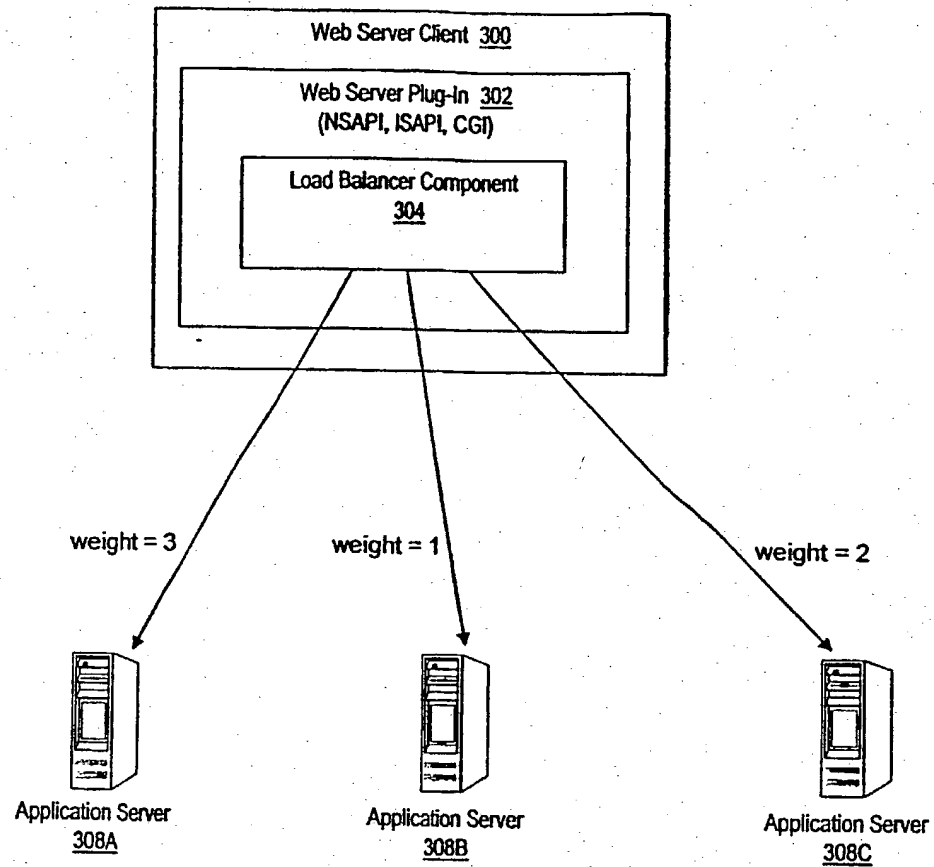 Web Server Client 300
Web Server Plug-In 302
(NSAPI, ISAPI, CGI)
Load Balancer Component
304
weight = 3
weight = 1
weight = 2
Application Server
308A
Application Server
308B
Application Server
308C